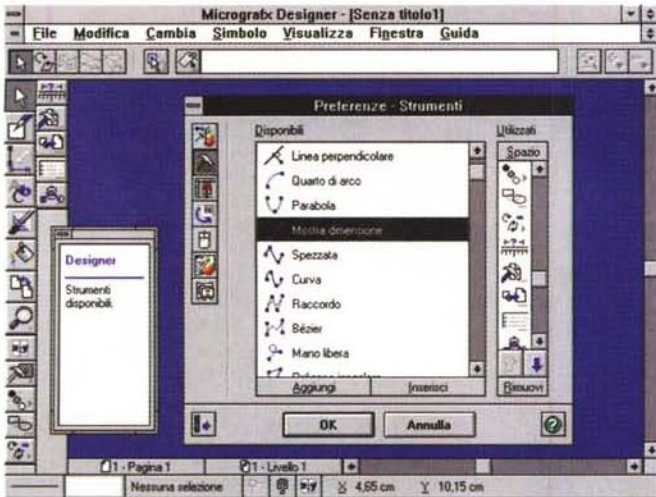 Micrografx Designer - [Senza titolo1]
File Modifica Cambia Simbolo Visualizza Finestra Guida
Preferenze - Strumenti
Disponibili
Utilizzati
Linea perpendicolare
Spazio
Quarto di arco
Parabola
Mostra dimensione
Designer
Strumenti
disponibili.
Spezzata
Curva
Raccordo
Bézier
Mano libera
Aggiungi
Inserisci
Rimuovi
OK
Annulla
1 - Pagina 1
1 - Livello 1
Nessuna selezione
X 4,65 cm Y 10,15 cm